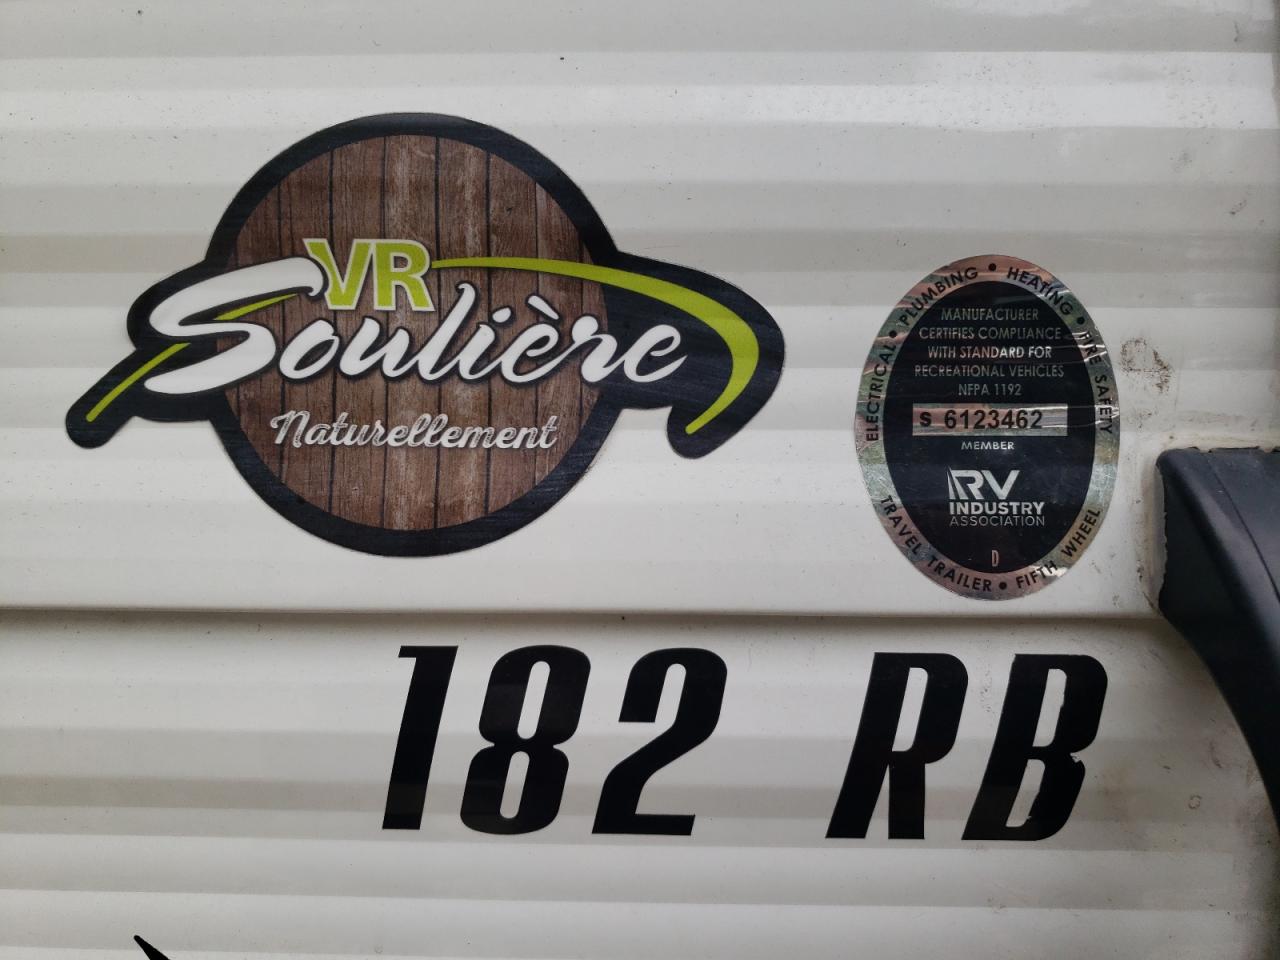 VR
Soulière
Naturellement
ELECTRICAL • PLUMBING • HEATING • FIRE SAFETY
MANUFACTURER
CERTIFIES COMPLIANCE
WITH STANDARD FOR
RECREATIONAL VEHICLES
NFPA 1192
S 6123462
MEMBER
RV
INDUSTRY
ASSOCIATION
D
TRAVEL TRAILER • FIFTH WHEEL
182 RB